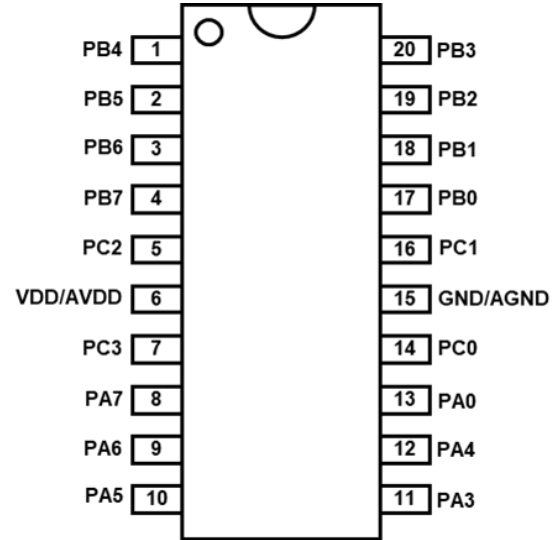 PB4 1 20 PB3
PB5 2 19 PB2
PB6 3 18 PB1
PB7 4 17 PB0
PC2 5 16 PC1
VDD/AVDD 6 15 GND/AGND
PC3 7 14 PC0
PA7 8 13 PA0
PA6 9 12 PA4
PA5 10 11 PA3